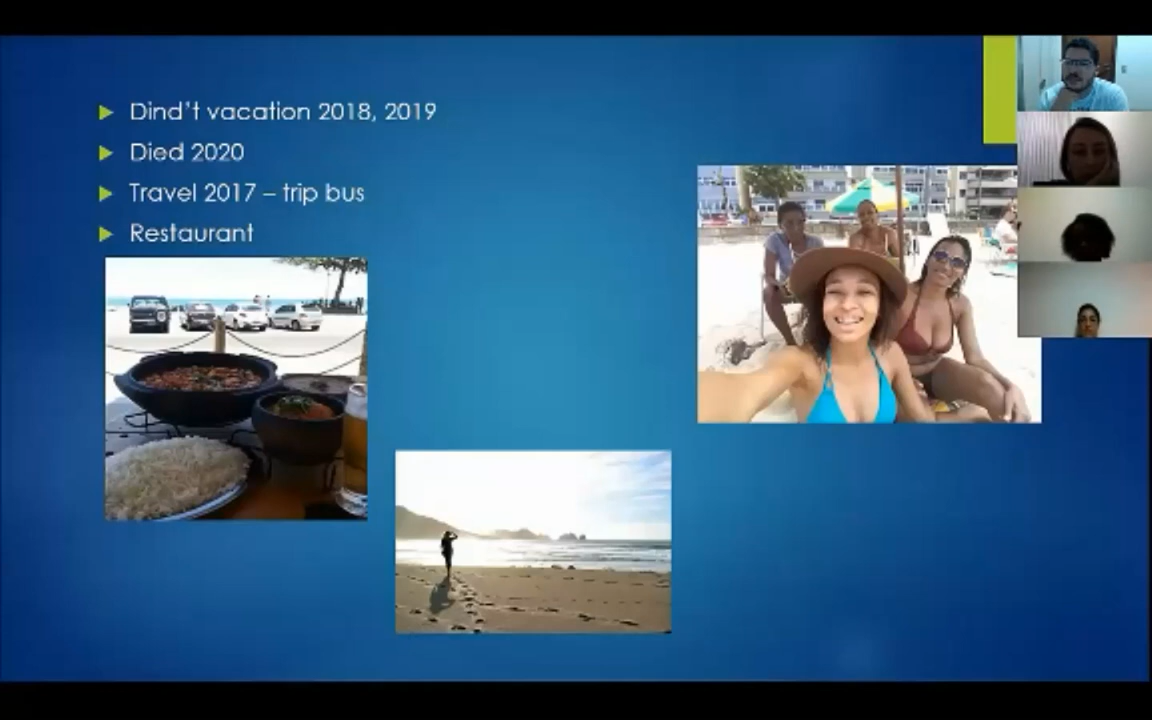 Dind't vacation 2018, 2019
Died 2020
Travel 2017 – trip bus
Restaurant